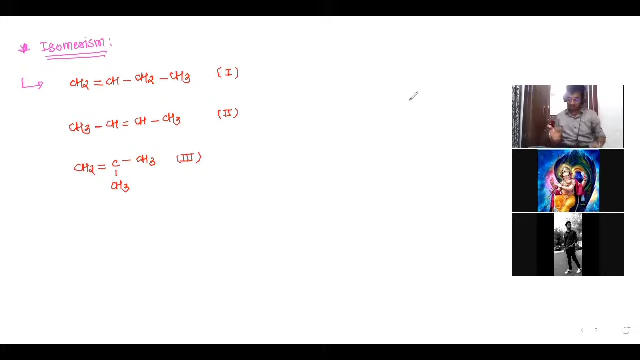 * Isomerism:
↳ CH2 = CH - CH2 - CH3 (I)
CH3 - CH = CH - CH3 (II)
CH2 = C - CH3 (III)
|
CH3